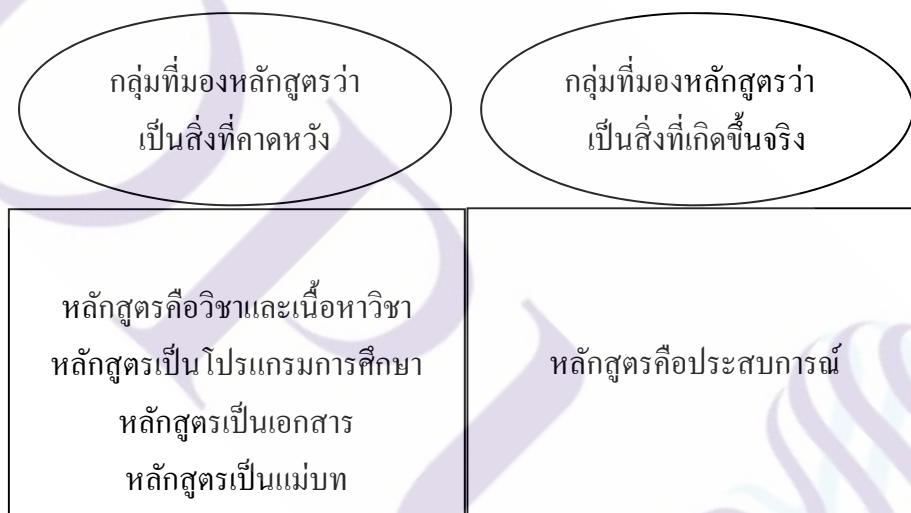 กลุ่มที่มองหลักสูตรว่า
เป็นสิ่งที่คาดหวัง
กลุ่มที่มองหลักสูตรว่า
เป็นสิ่งที่เกิดขึ้นจริง
หลักสูตรคือวิชาและเนื้อหาวิชา
หลักสูตรเป็นโปรแกรมการศึกษา
หลักสูตรเป็นเอกสาร
หลักสูตรเป็นแม่บท
หลักสูตรคือประสบการณ์